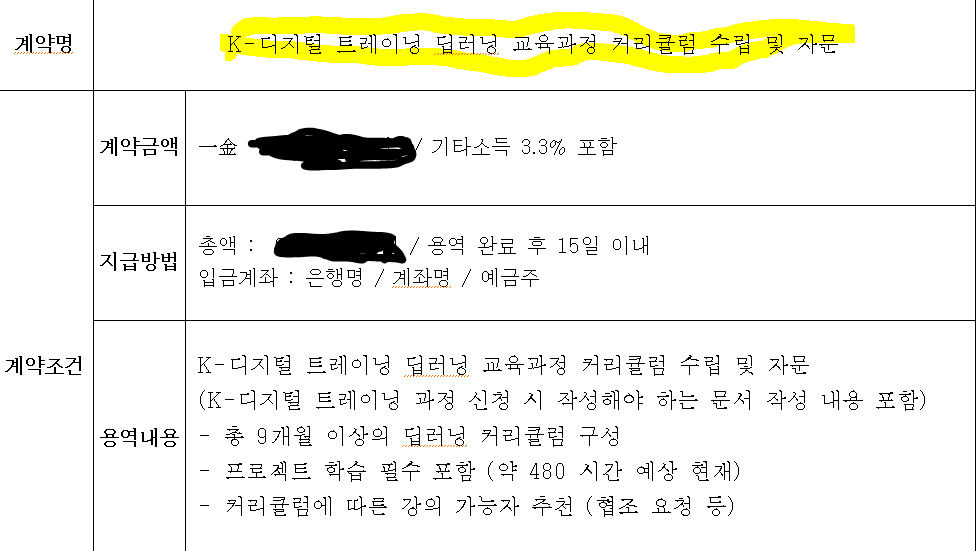 계약명
K-디지털 트레이닝 딥러닝 교육과정 커리큘럼 수립 및 자문
계약조건
계약금액
一金 / 기타소득 3.3% 포함
지급방법
총액 : / 용역 완료 후 15일 이내
입금계좌 : 은행명 / 계좌명 / 예금주
용역내용
K-디지털 트레이닝 딥러닝 교육과정 커리큘럼 수립 및 자문
(K-디지털 트레이닝 과정 신청 시 작성해야 하는 문서 작성 내용 포함)
- 총 9개월 이상의 딥러닝 커리큘럼 구성
- 프로젝트 학습 필수 포함 (약 480 시간 예상 현재)
- 커리큘럼에 따른 강의 가능자 추천 (협조 요청 등)